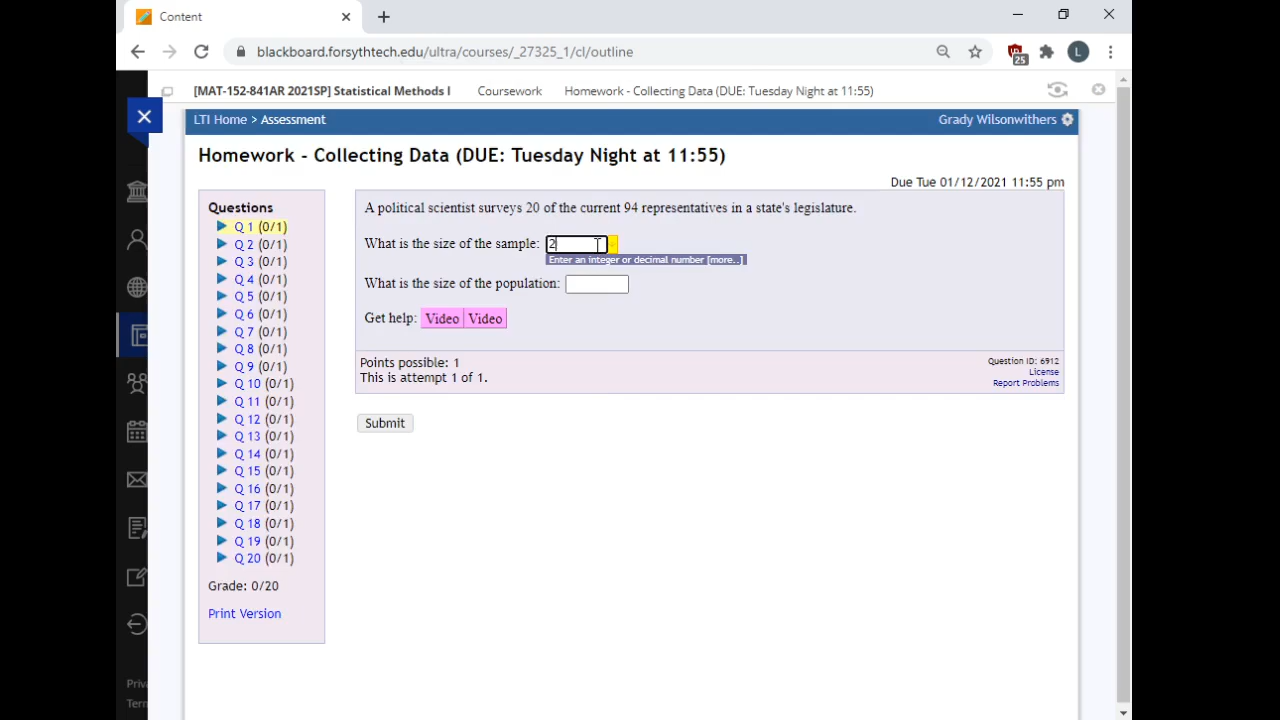 Content
blackboard.forsythtech.edu/ultra/courses/_27325_1/cl/outline
25
L
[MAT-152-841AR 2021SP] Statistical Methods I
Coursework
Homework - Collecting Data (DUE: Tuesday Night at 11:55)
LTI Home > Assessment
Grady Wilsonwithers
Homework - Collecting Data (DUE: Tuesday Night at 11:55)
Due Tue 01/12/2021 11:55 pm
Questions
Q 1 (0/1)
Q 2 (0/1)
Q 3 (0/1)
Q 4 (0/1)
Q 5 (0/1)
Q 6 (0/1)
Q 7 (0/1)
Q 8 (0/1)
Q 9 (0/1)
Q 10 (0/1)
Q 11 (0/1)
Q 12 (0/1)
Q 13 (0/1)
Q 14 (0/1)
Q 15 (0/1)
Q 16 (0/1)
Q 17 (0/1)
Q 18 (0/1)
Q 19 (0/1)
Q 20 (0/1)
Grade: 0/20
Print Version
A political scientist surveys 20 of the current 94 representatives in a state's legislature.
What is the size of the sample: 2
Enter an integer or decimal number [more..]
What is the size of the population:
Get help: Video Video
Points possible: 1
This is attempt 1 of 1.
Question ID: 6912
License
Report Problems
Submit
Priv
Tern